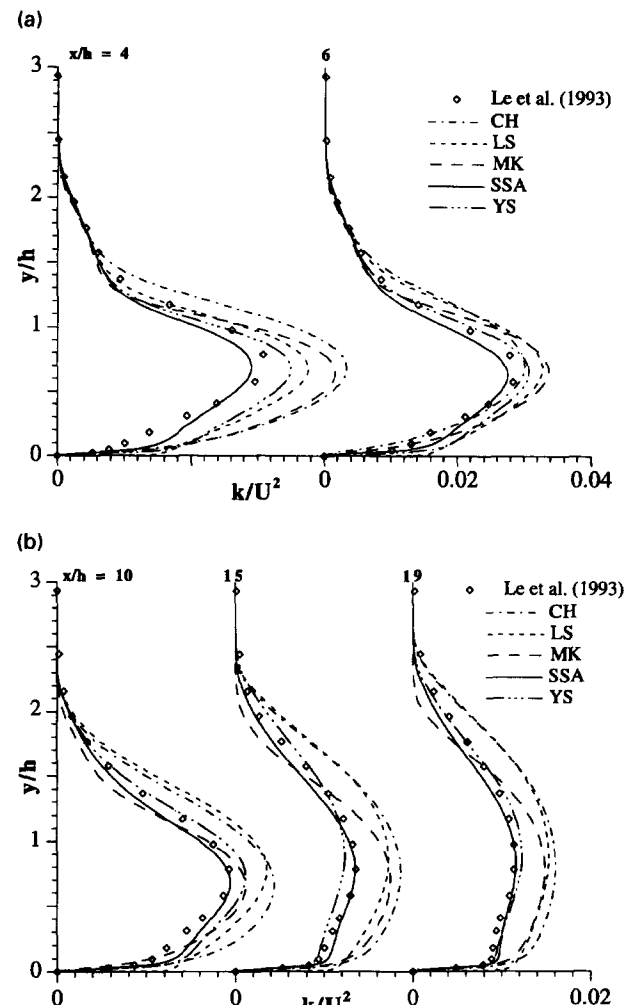 (a)
x/h = 4
6
3
2
1
0
y/h
Le et al. (1993)
CH
LS
MK
SSA
YS
0
0
0.02
0.04
k/U²
(b)
x/h = 10
15
19
3
2
1
0
y/h
Le et al. (1993)
CH
LS
MK
SSA
YS
0
0
0
0.02
k/U²